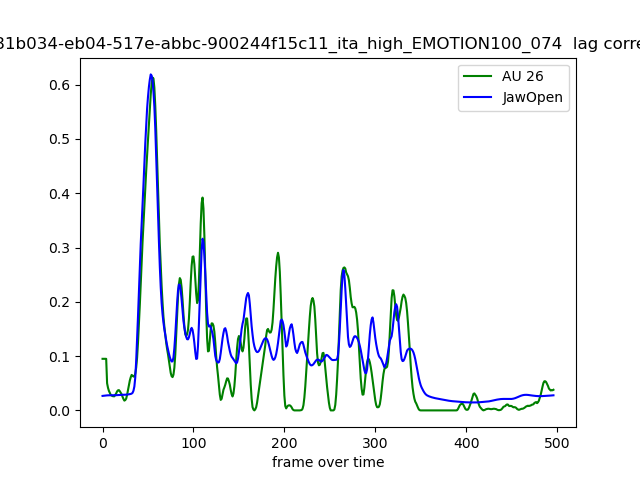 31b034-eb04-517e-abbc-900244f15c11_ita_high_EMOTION100_074 lag corre
AU 26
JawOpen
0.6
0.5
0.4
0.3
0.2
0.1
0.0
0 100 200 300 400 500
frame over time